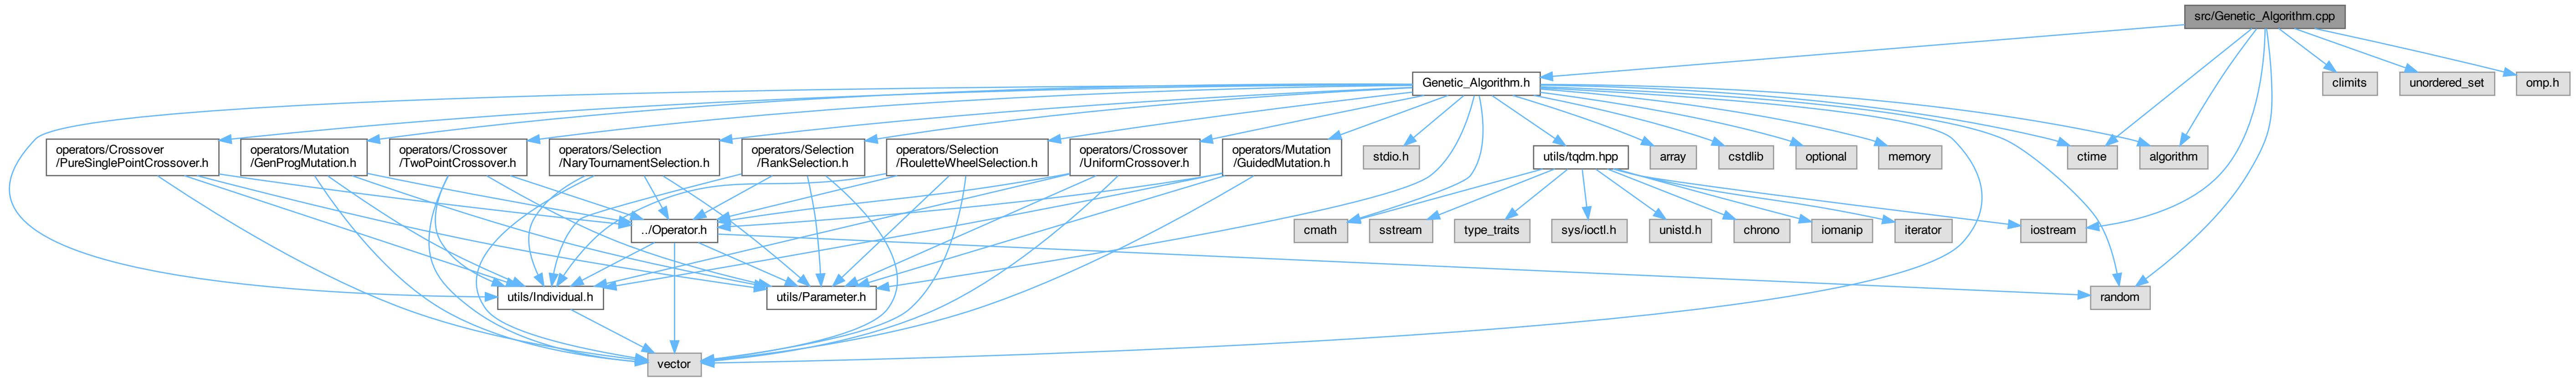 src/Genetic_Algorithm.cpp
Genetic_Algorithm.h
climits
unordered_set
omp.h
operators/Crossover
/PureSinglePointCrossover.h
operators/Mutation
/GenProgMutation.h
operators/Crossover
/TwoPointCrossover.h
operators/Selection
/NaryTournamentSelection.h
operators/Selection
/RankSelection.h
operators/Selection
/RouletteWheelSelection.h
operators/Crossover
/UniformCrossover.h
operators/Mutation
/GuidedMutation.h
stdio.h
utils/tqdm.hpp
array
cstdlib
optional
memory
ctime
algorithm
../Operator.h
cmath
sstream
type_traits
sys/ioctl.h
unistd.h
chrono
iomanip
iterator
iostream
utils/Individual.h
utils/Parameter.h
random
vector